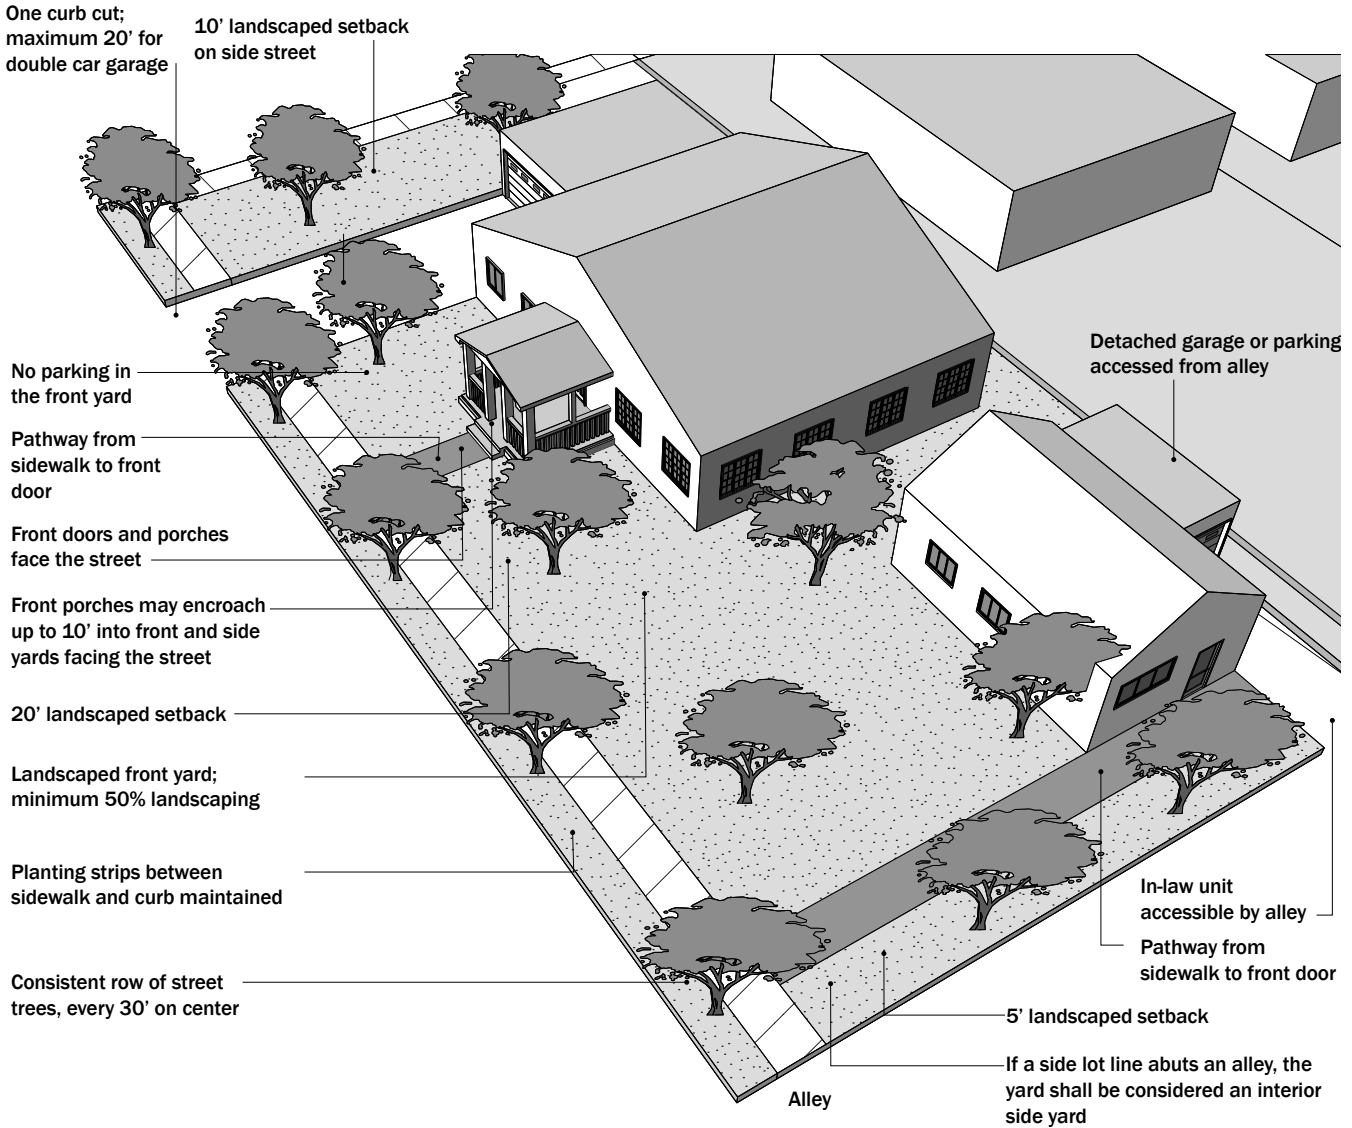 One curb cut;
maximum 20’ for
double car garage
10’ landscaped setback
on side street
No parking in
the front yard
Pathway from
sidewalk to front
door
Front doors and porches
face the street
Front porches may encroach
up to 10’ into front and side
yards facing the street
20’ landscaped setback
Landscaped front yard;
minimum 50% landscaping
Planting strips between
sidewalk and curb maintained
Consistent row of street
trees, every 30’ on center
Detached garage or parking
accessed from alley
In-law unit
accessible by alley
Pathway from
sidewalk to front door
5’ landscaped setback
If a side lot line abuts an alley, the
yard shall be considered an interior
side yard
Alley